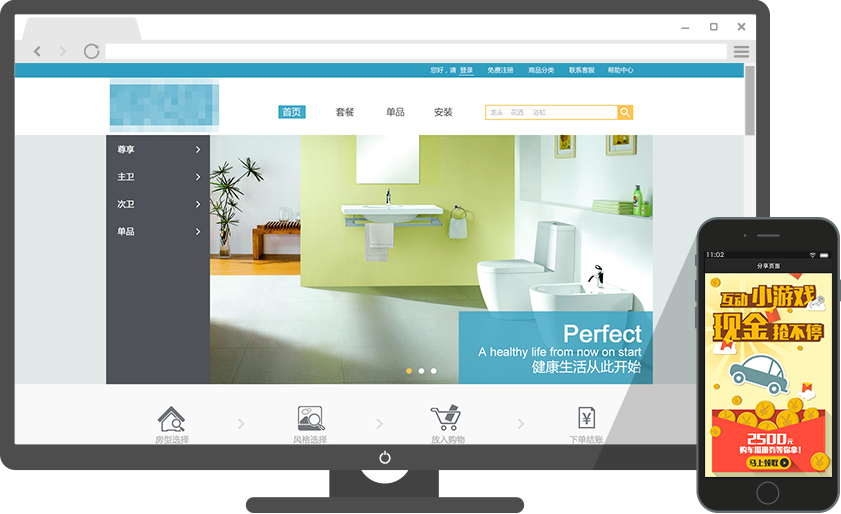 您好，请 登录 免费注册 商品分类 联系客服 帮助中心
首页 套餐 单品 安装 龙头 花洒 浴缸
尊享
主卫
次卫
单品
Perfect
A healthy life from now on start
健康生活从此开始
房型选择 风格选择 放入购物 下单结账
11:02
分享页面
互动小游戏
现金抢不停
2500元
购车抵用券等你拿!
马上领取